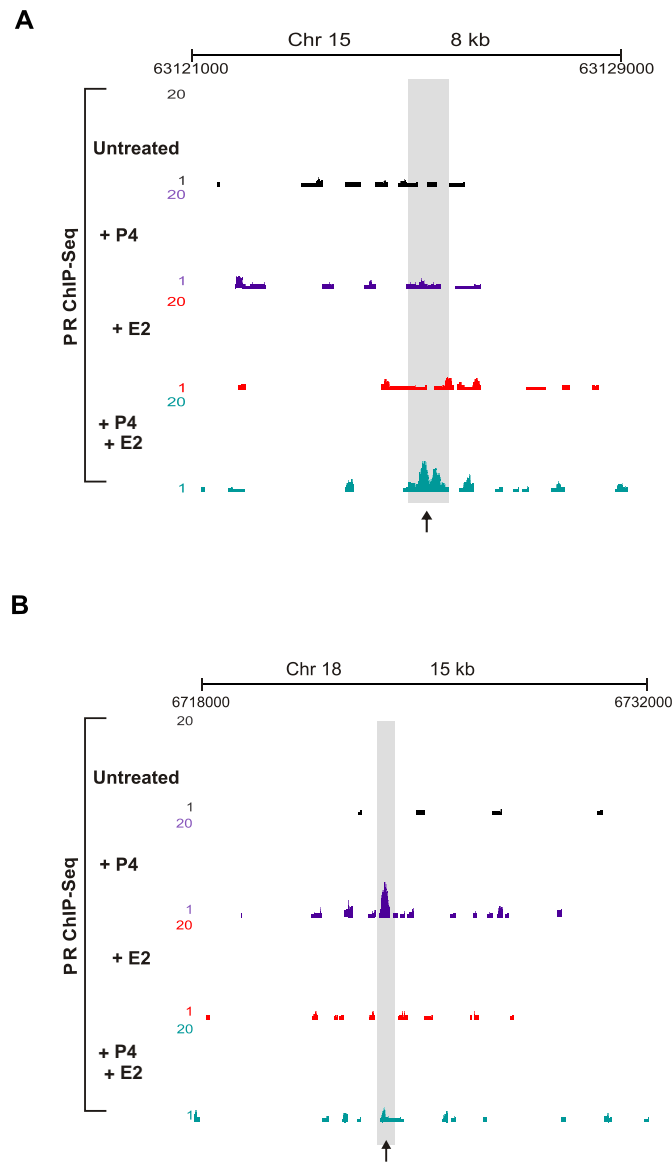 A
Chr 15 8 kb
63121000 63129000
PR ChIP-Seq
20
Untreated
1
20
+ P4
1
20
+ E2
1
20
+ P4
+ E2
1
B
Chr 18 15 kb
6718000 6732000
PR ChIP-Seq
20
Untreated
1
20
+ P4
1
20
+ E2
1
20
+ P4
+ E2
1